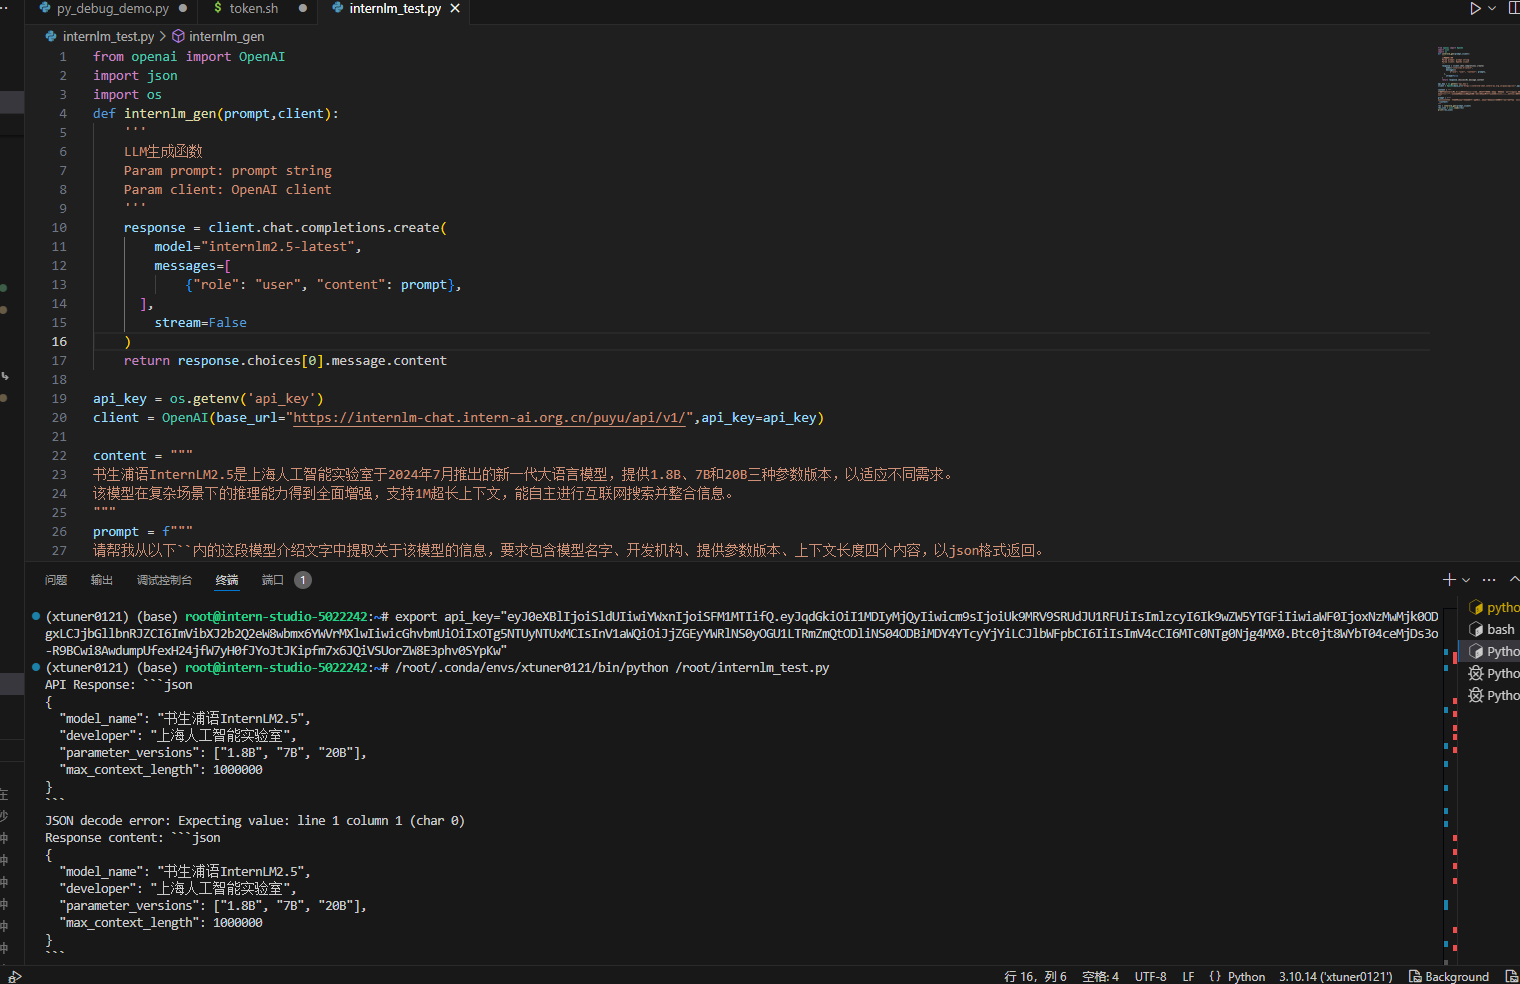 py_debug_demo.py
token.sh
internlm_test.py
internlm_test.py > internlm_gen
1 from openai import OpenAI
2 import json
3 import os
4 def internlm_gen(prompt,client):
5 '''
6 LLM生成函数
7 Param prompt: prompt string
8 Param client: OpenAI client
9 '''
10 response = client.chat.completions.create(
11 model="internlm2.5-latest",
12 messages=[
13 {"role": "user", "content": prompt},
14 ],
15 stream=False
16 )
17 return response.choices[0].message.content
18
19 api_key = os.getenv('api_key')
20 client = OpenAI(base_url="https://internlm-chat.intern-ai.org.cn/puyu/api/v1/",api_key=api_key)
21
22 content = """
23 书生浦语InternLM2.5是上海人工智能实验室于2024年7月推出的新一代大语言模型，提供1.8B、7B和20B三种参数版本，以适应不同需求。
24 该模型在复杂场景下的推理能力得到全面增强，支持1M超长上下文，能自主进行互联网搜索并整合信息。
25 """
26 prompt = f"""
27 请帮我从以下``内的这段模型介绍文字中提取关于该模型的信息，要求包含模型名字、开发机构、提供参数版本、上下文长度四个内容，以json格式返回。
问题 输出 调试控制台 终端 端口 1
(xtuner0121) (base) root@intern-studio-5022242:~# export api_key="
(xtuner0121) (base) root@intern-studio-5022242:~# /root/.conda/envs/xtuner0121/bin/python /root/internlm_test.py
API Response: ```json
{
"model_name": "书生浦语InternLM2.5",
"developer": "上海人工智能实验室",
"parameter_versions": ["1.8B", "7B", "20B"],
"max_context_length": 1000000
}
```
JSON decode error: Expecting value: line 1 column 1 (char 0)
Response content: ```json
{
"model_name": "书生浦语InternLM2.5",
"developer": "上海人工智能实验室",
"parameter_versions": ["1.8B", "7B", "20B"],
"max_context_length": 1000000
}
```
pytho
bash
Pytho
Pytho
Pytho
行 16，列 6 空格: 4 UTF-8 LF {} Python 3.10.14 ('xtuner0121') Background